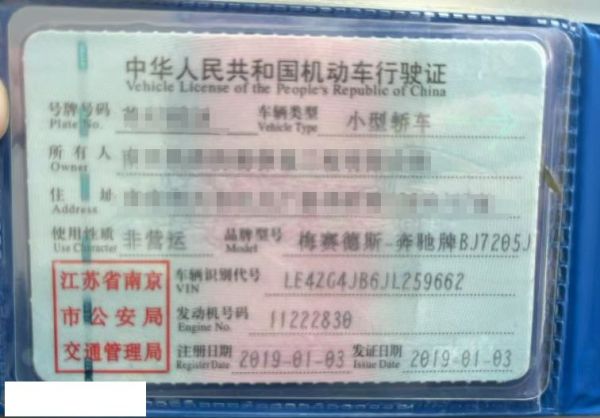 中华人民共和国机动车行驶证
Vehicle License of the People's Republic of China
号牌号码 车辆类型 小型轿车
Plate No. Vehicle Type
所有人
Owner
住址
Address
使用性质 非营运 品牌型号 梅赛德斯-奔驰牌BJ7205J
Use Character Model
江苏省南京
市公安局
交通管理局
车辆识别代号 LE4ZG4JB6JL259662
VIN
发动机号码 11222830
Engine No.
注册日期 2019-01-03 发证日期 2019-01-03
Register Date Issue Date